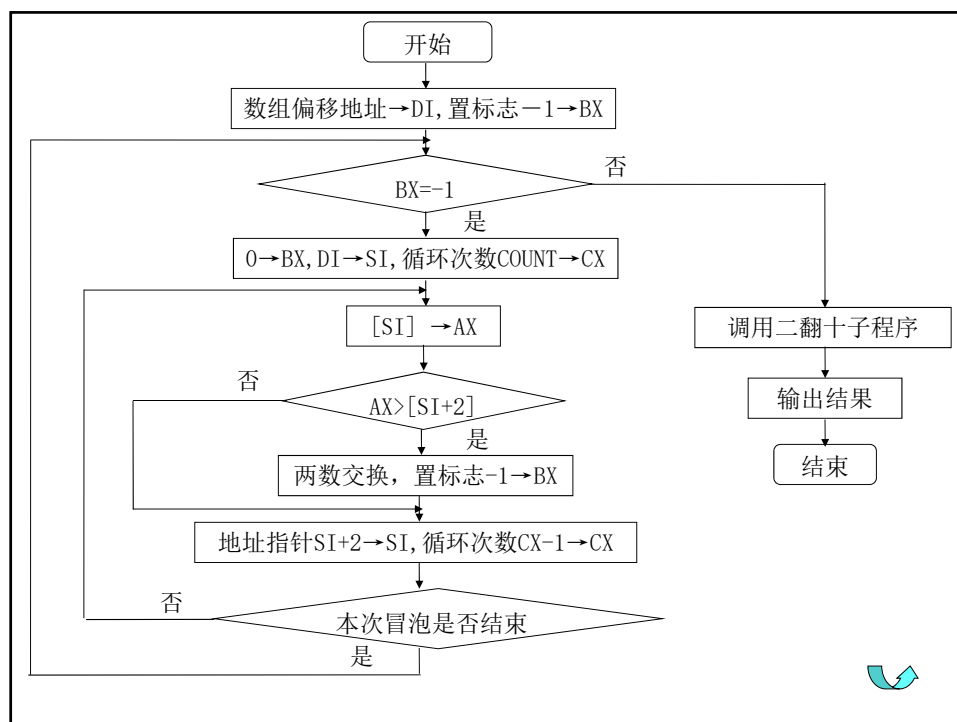 开始
数组偏移地址→DI,置标志－1→BX
否
BX=-1
是
0→BX,DI→SI,循环次数COUNT→CX
[SI] →AX
调用二翻十子程序
否
AX>[SI+2]
输出结果
是
结束
两数交换，置标志-1→BX
地址指针SI+2→SI,循环次数CX-1→CX
否
本次冒泡是否结束
是